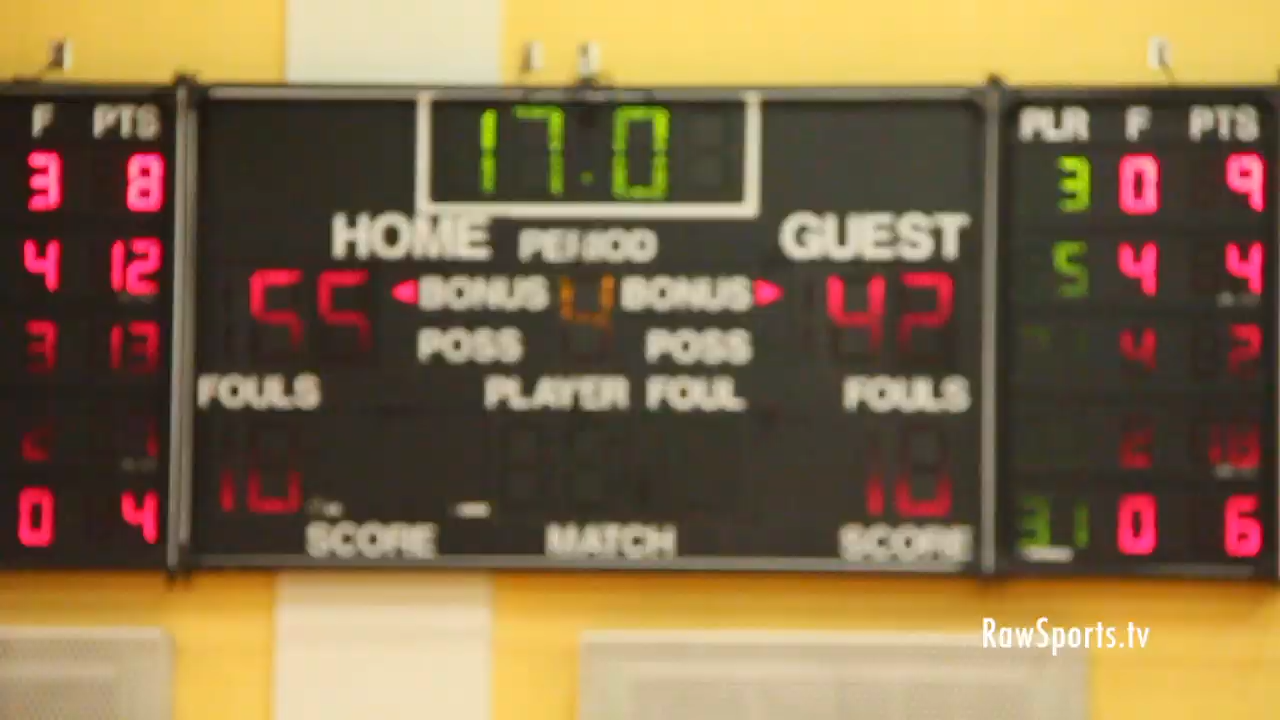 17.0
F PTS HOME PERIOD GUEST PLR F PTS
3 8 3 0 9
55 BONUS 4 BONUS 42
4 12 5 4 4
POSS POSS
3 13 4 2
FOULS PLAYER FOUL FOULS
10 10
0 4 31 0 6
SCORE MATCH SCORE
RawSports.tv